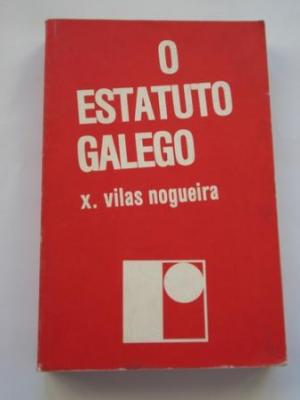 O
ESTATUTO
GALEGO
x. vilas nogueira